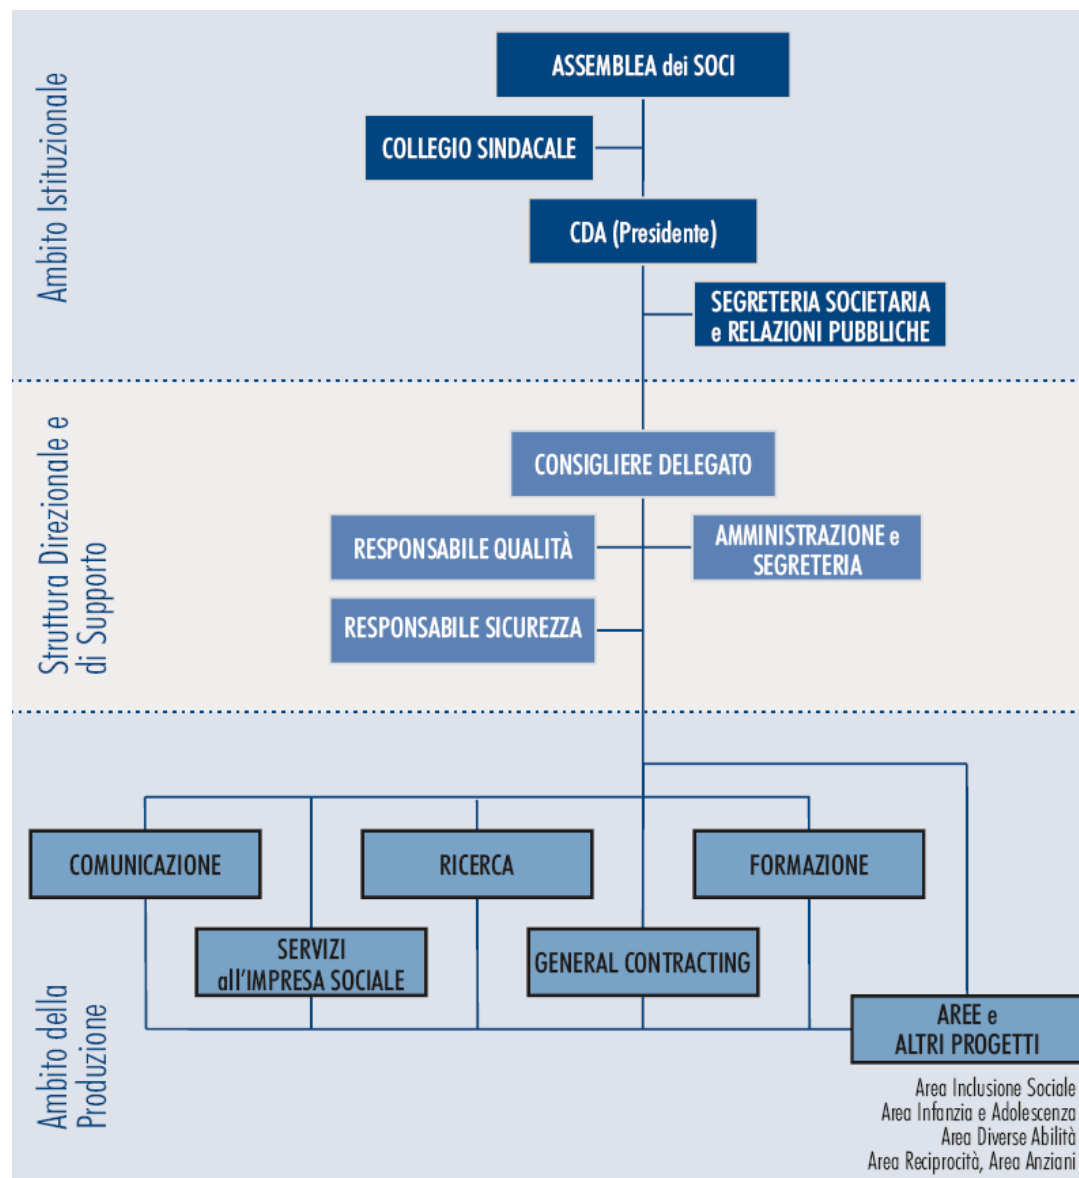 Ambito Istituzionale
ASSEMBLEA dei SOCI
COLLEGIO SINDACALE
CDA (Presidente)
SEGRETERIA SOCIETARIA
e RELAZIONI PUBBLICHE
Struttura Direzionale e
di Supporto
CONSIGLIERE DELEGATO
RESPONSABILE QUALITÀ
AMMINISTRAZIONE e
SEGRETERIA
RESPONSABILE SICUREZZA
Ambito della
Produzione
COMUNICAZIONE
RICERCA
FORMAZIONE
SERVIZI
all'IMPRESA SOCIALE
GENERAL CONTRACTING
AREE e
ALTRI PROGETTI
Area Inclusione Sociale
Area Infanzia e Adolescenza
Area Diverse Abilità
Area Reciprocità, Area Anziani